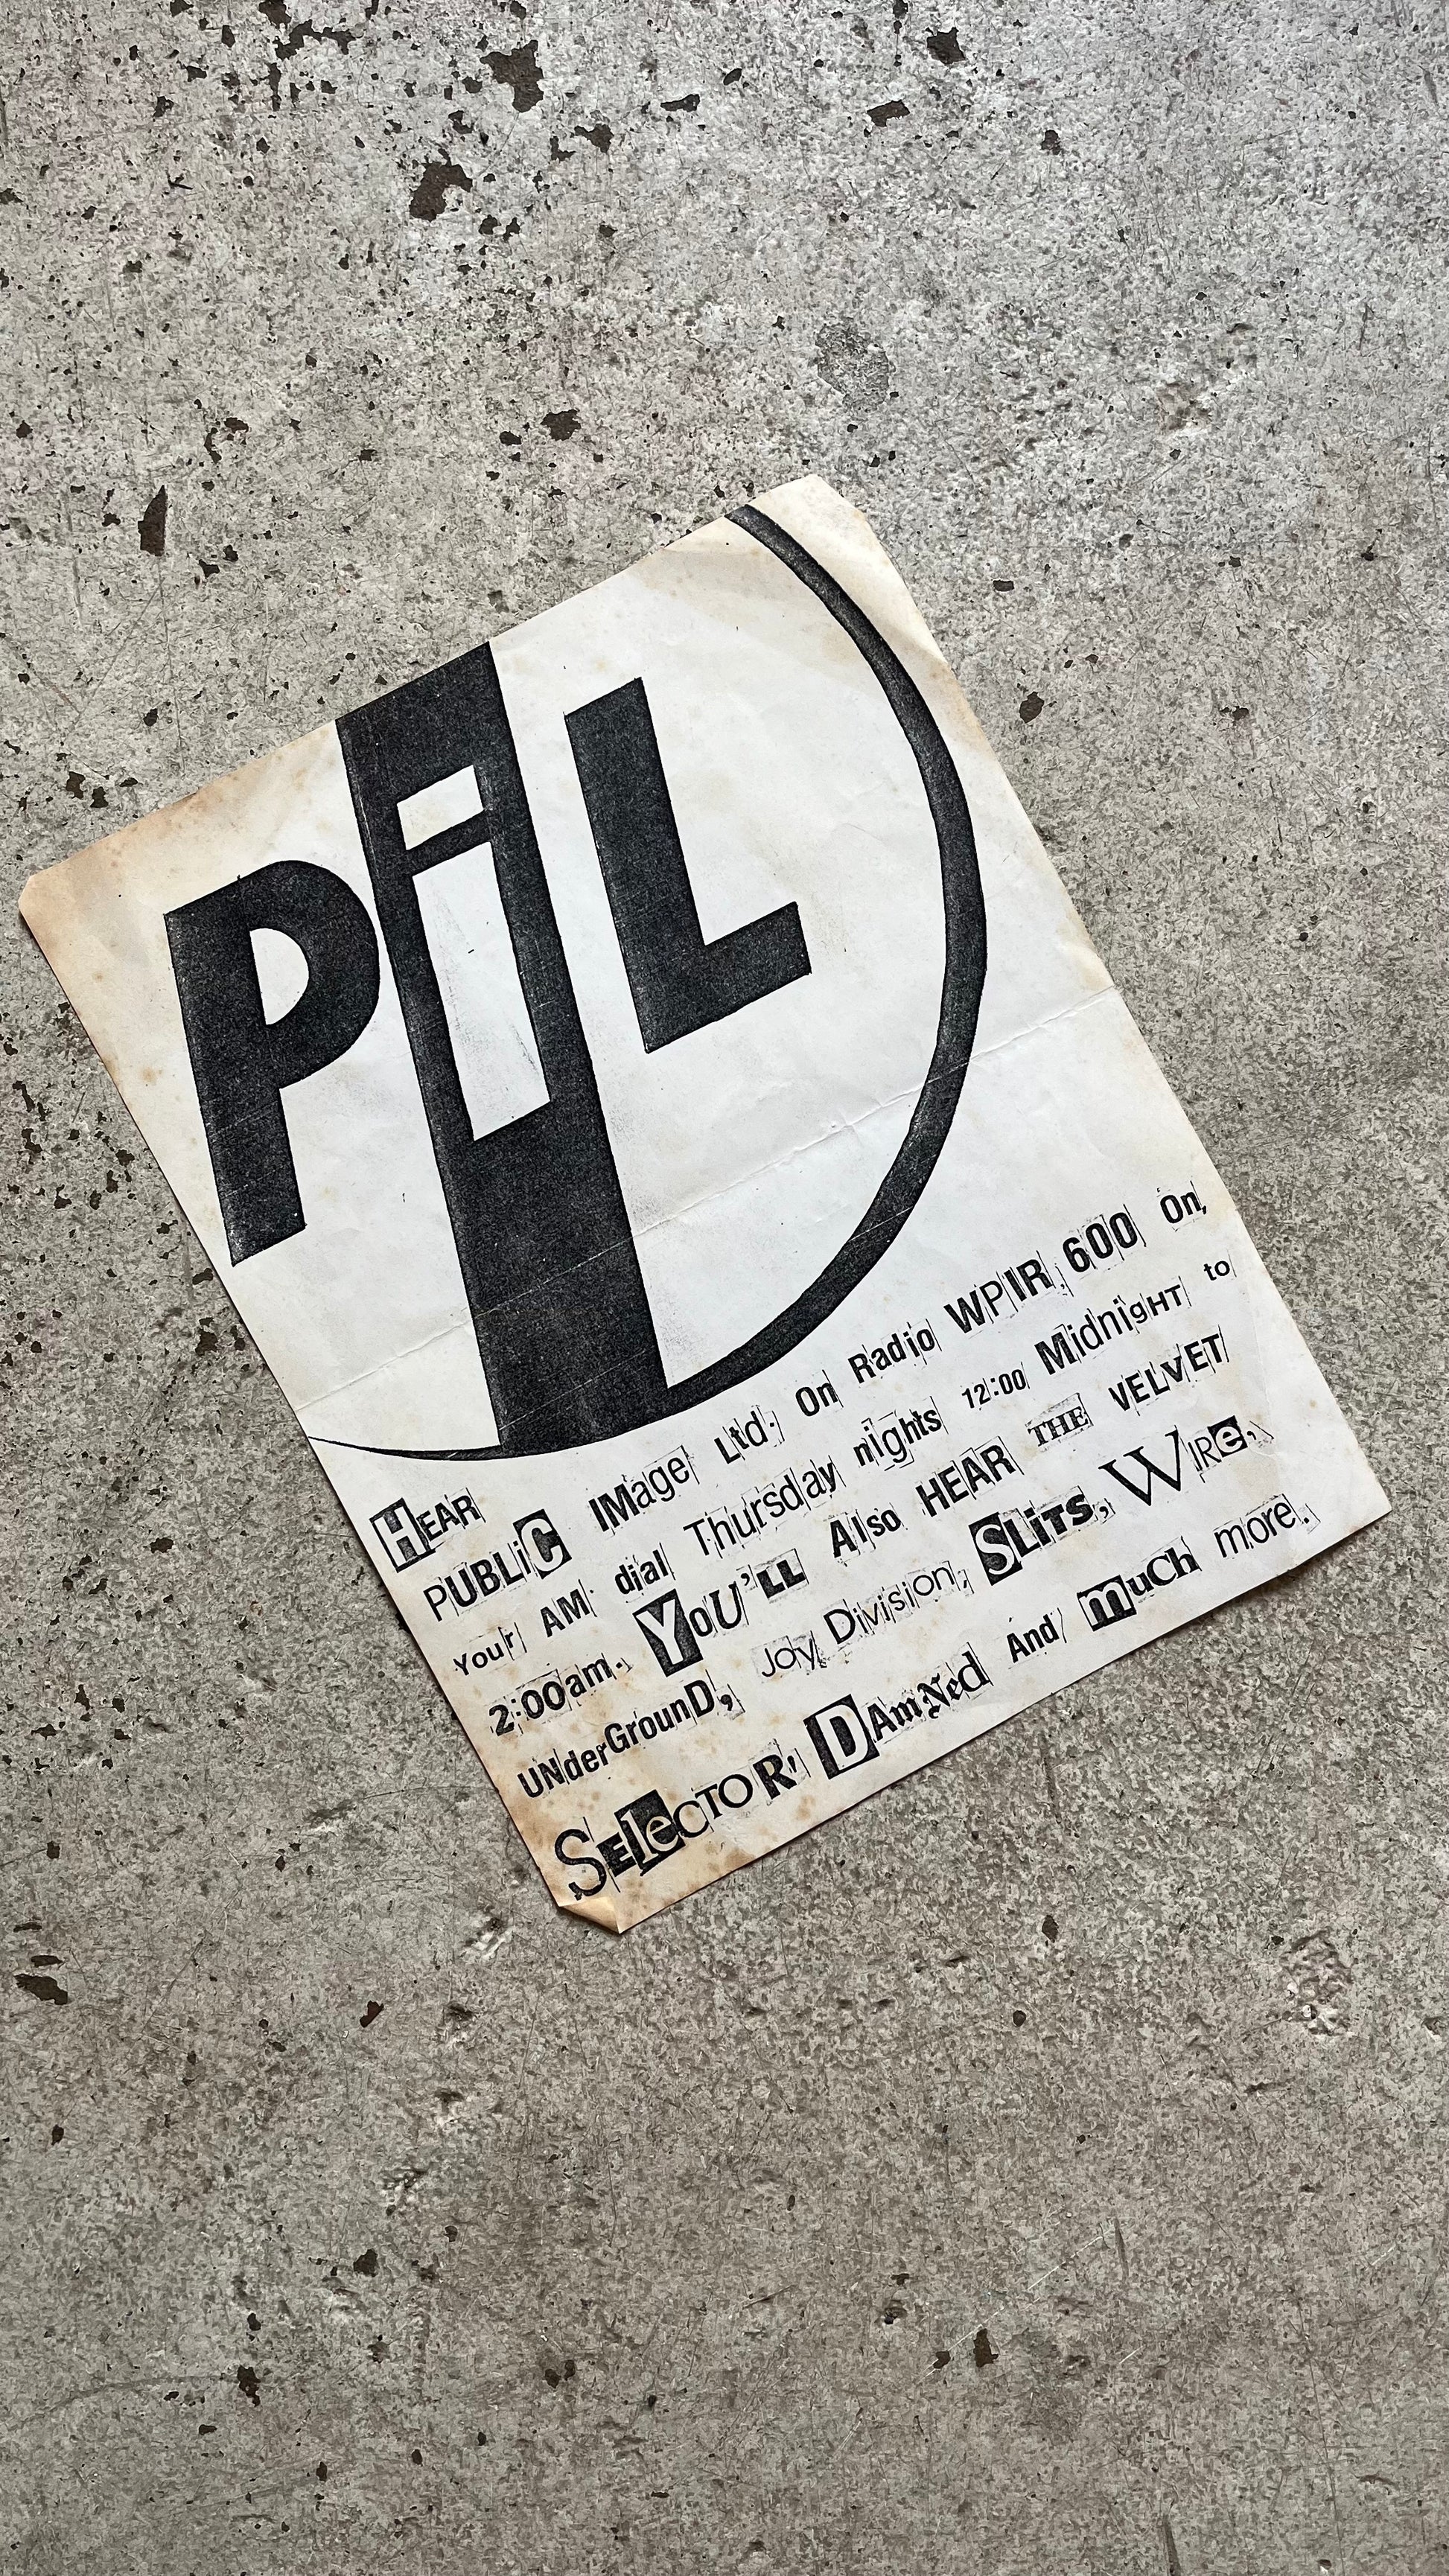 PiL
HEAR
PUBLiC IMage Ltd. On Radio WPIR, 600 On,
Your AM dial Thursday nights 12:00 MidnigHT to
2:00am. YoU'LL Also HEAR THE VELVET
UNderGrounD, Joy Division, SLiTS, WIRe,
SELeCTOR, DAmNed And muCh more.